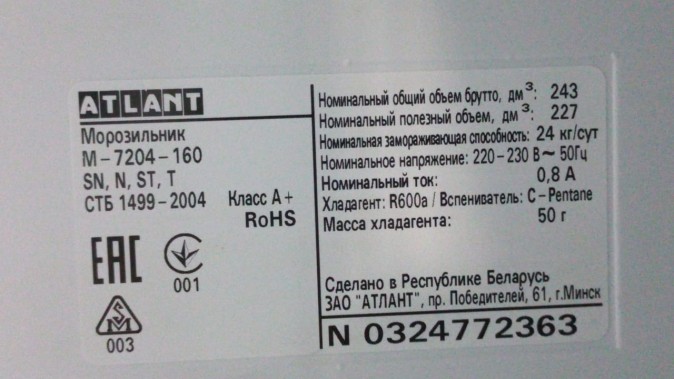 ATLANT
Морозильник
М-7204-160
SN, N, ST, T
СТБ 1499-2004
Класс А+
RoHS
EAC
001
003
Номинальный общий объем брутто, дм³: 243
Номинальный полезный объем, дм³: 227
Номинальная замораживающая способность: 24 кг/сут
Номинальное напряжение: 220-230 В~ 50Гц
Номинальный ток: 0,8 А
Хладагент: R600a / Вспениватель: C-Pentane
Масса хладагента: 50 г
Сделано в Республике Беларусь
ЗАО "АТЛАНТ", пр. Победителей, 61, г.Минск
N 0324772363